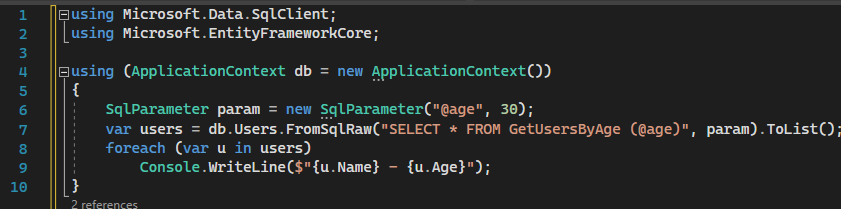 1 using Microsoft.Data.SqlClient;
2 using Microsoft.EntityFrameworkCore;
3
4 using (ApplicationContext db = new ApplicationContext())
5 {
6 SqlParameter param = new SqlParameter("@age", 30);
7 var users = db.Users.FromSqlRaw("SELECT * FROM GetUsersByAge (@age)", param).ToList();
8 foreach (var u in users)
9 Console.WriteLine($"{u.Name} - {u.Age}");
10 }
2 references